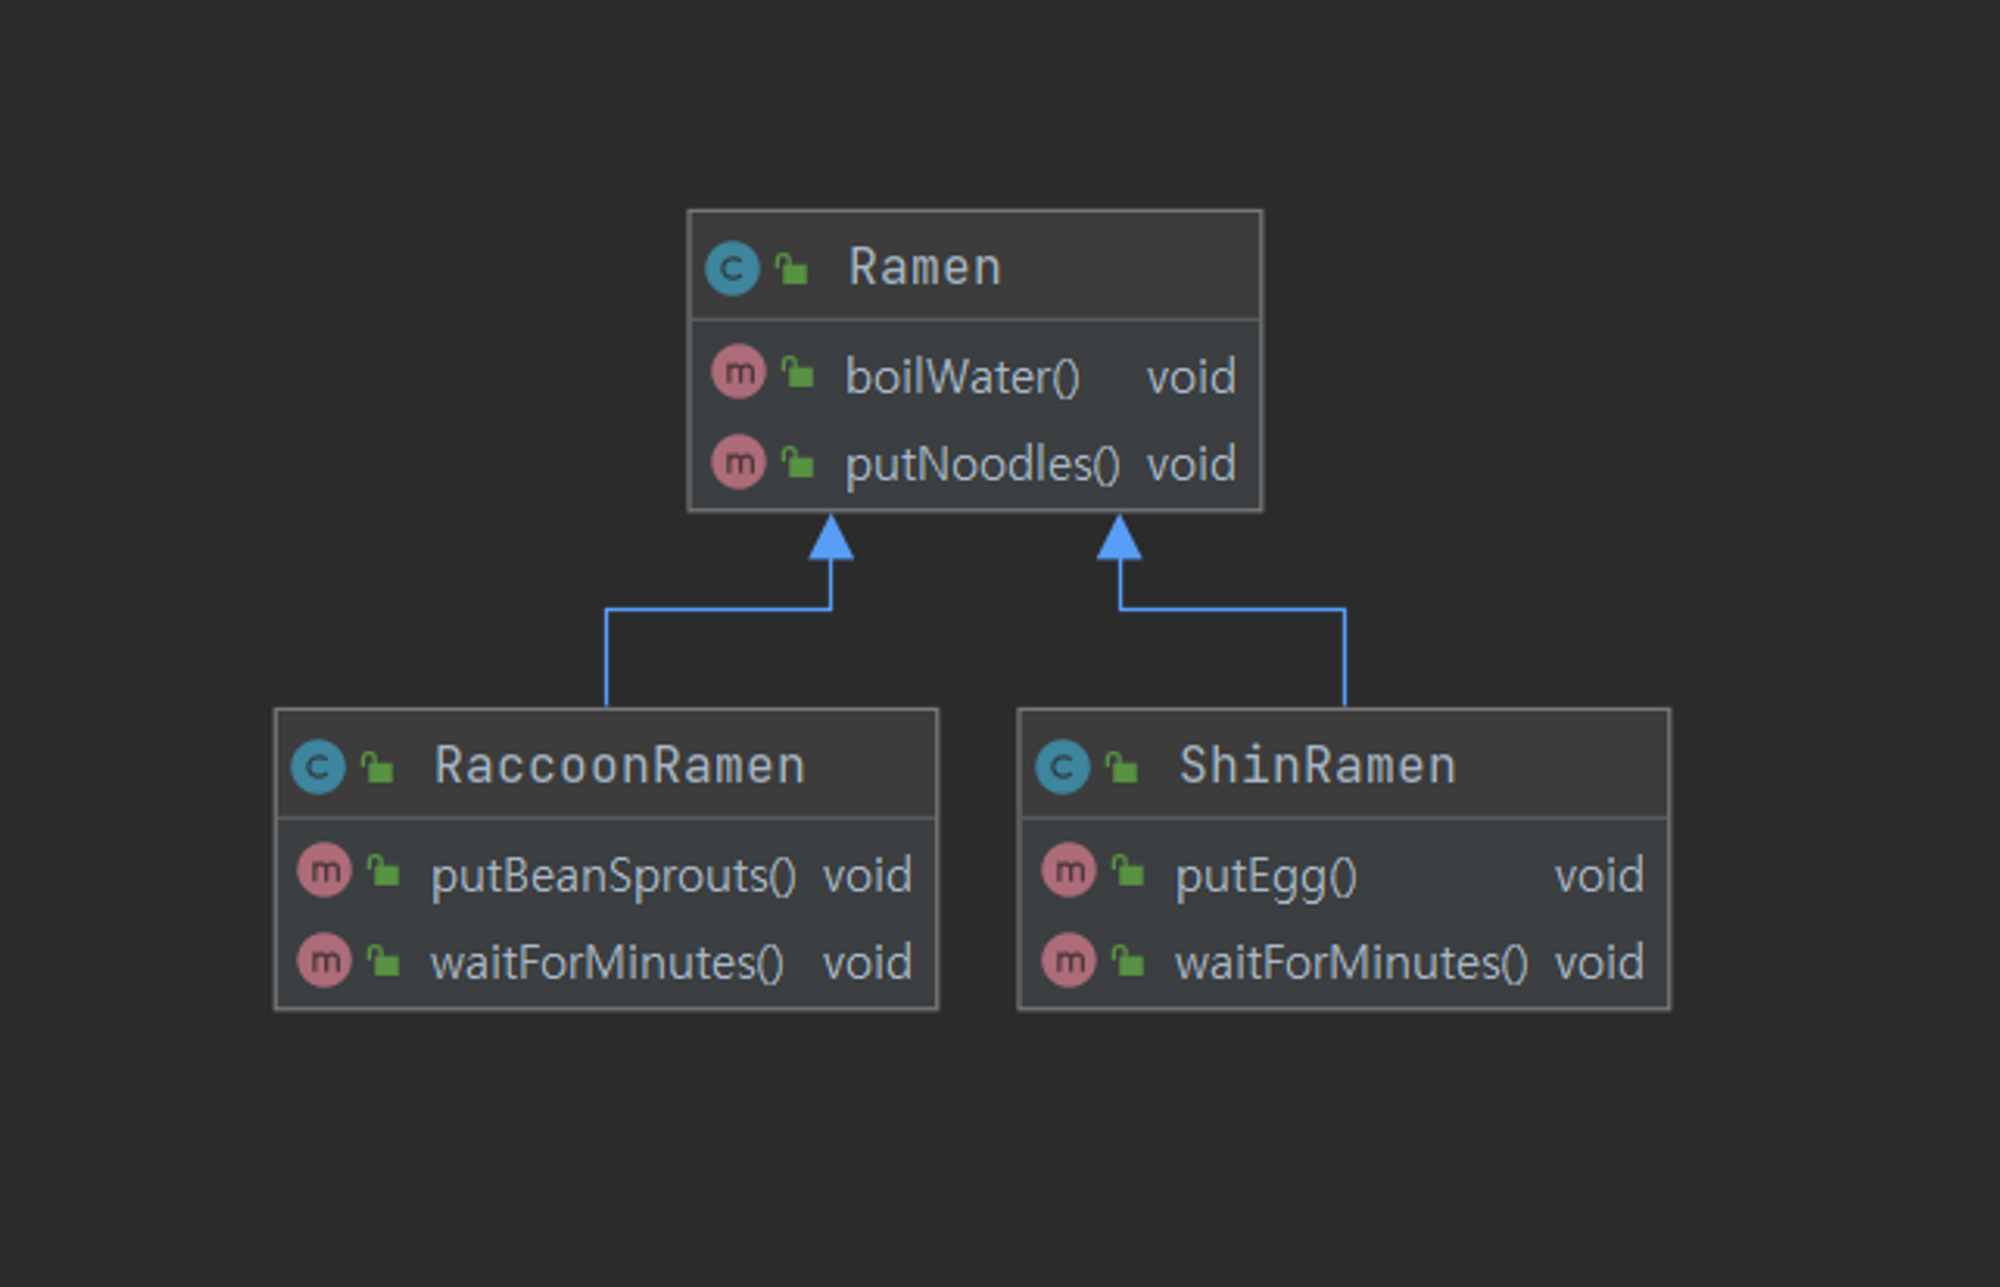 C Ramen
m boilWater() void
m putNoodles() void
C RaccoonRamen
m putBeanSprouts() void
m waitForMinutes() void
C ShinRamen
m putEgg() void
m waitForMinutes() void